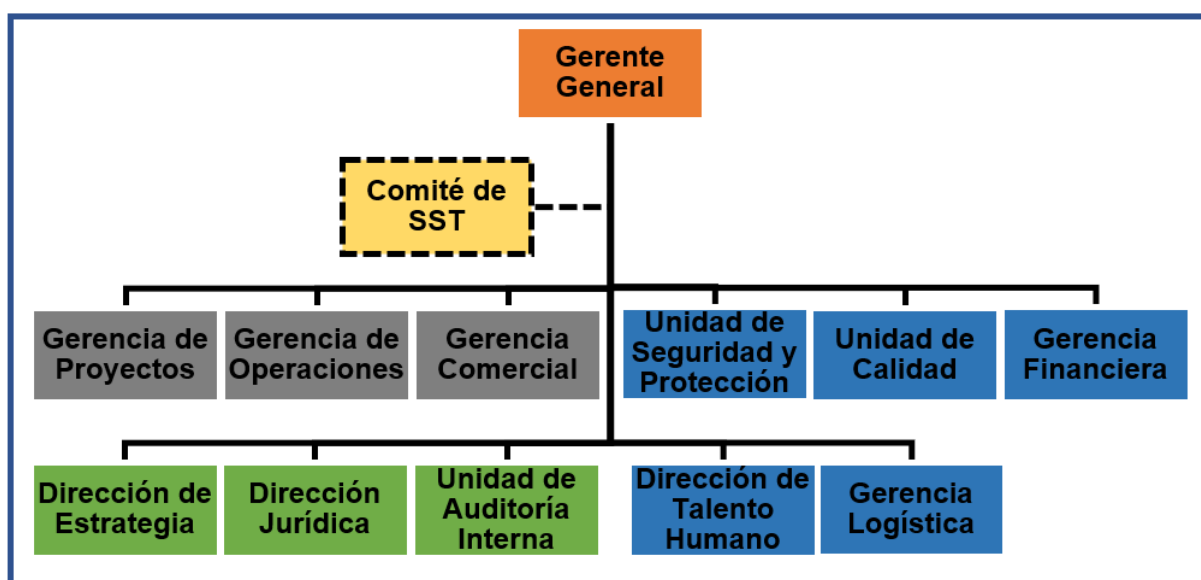 Gerente
General
Comité de
SST
Gerencia de
Proyectos
Gerencia de
Operaciones
Gerencia
Comercial
Unidad de
Seguridad y
Protección
Unidad de
Calidad
Gerencia
Financiera
Dirección de
Estrategia
Dirección
Jurídica
Unidad de
Auditoría
Interna
Dirección de
Talento
Humano
Gerencia
Logística